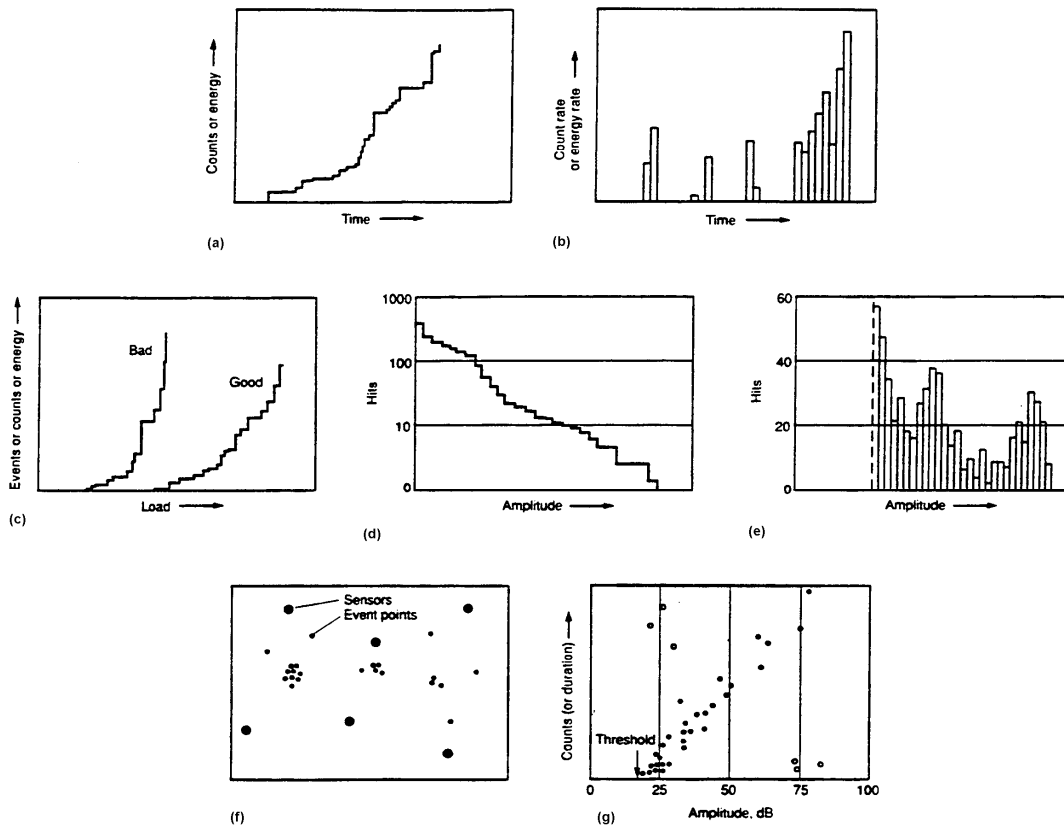 Counts or energy
Time
(a)
Count rate
or energy rate
Time
(b)
Events or counts or energy
Bad
Good
Load
(c)
1000
100
10
0
Hits
Amplitude
(d)
60
40
20
0
Hits
Amplitude
(e)
Sensors
Event points
(f)
Counts (or duration)
Threshold
0
25
50
75
100
Amplitude, dB
(g)